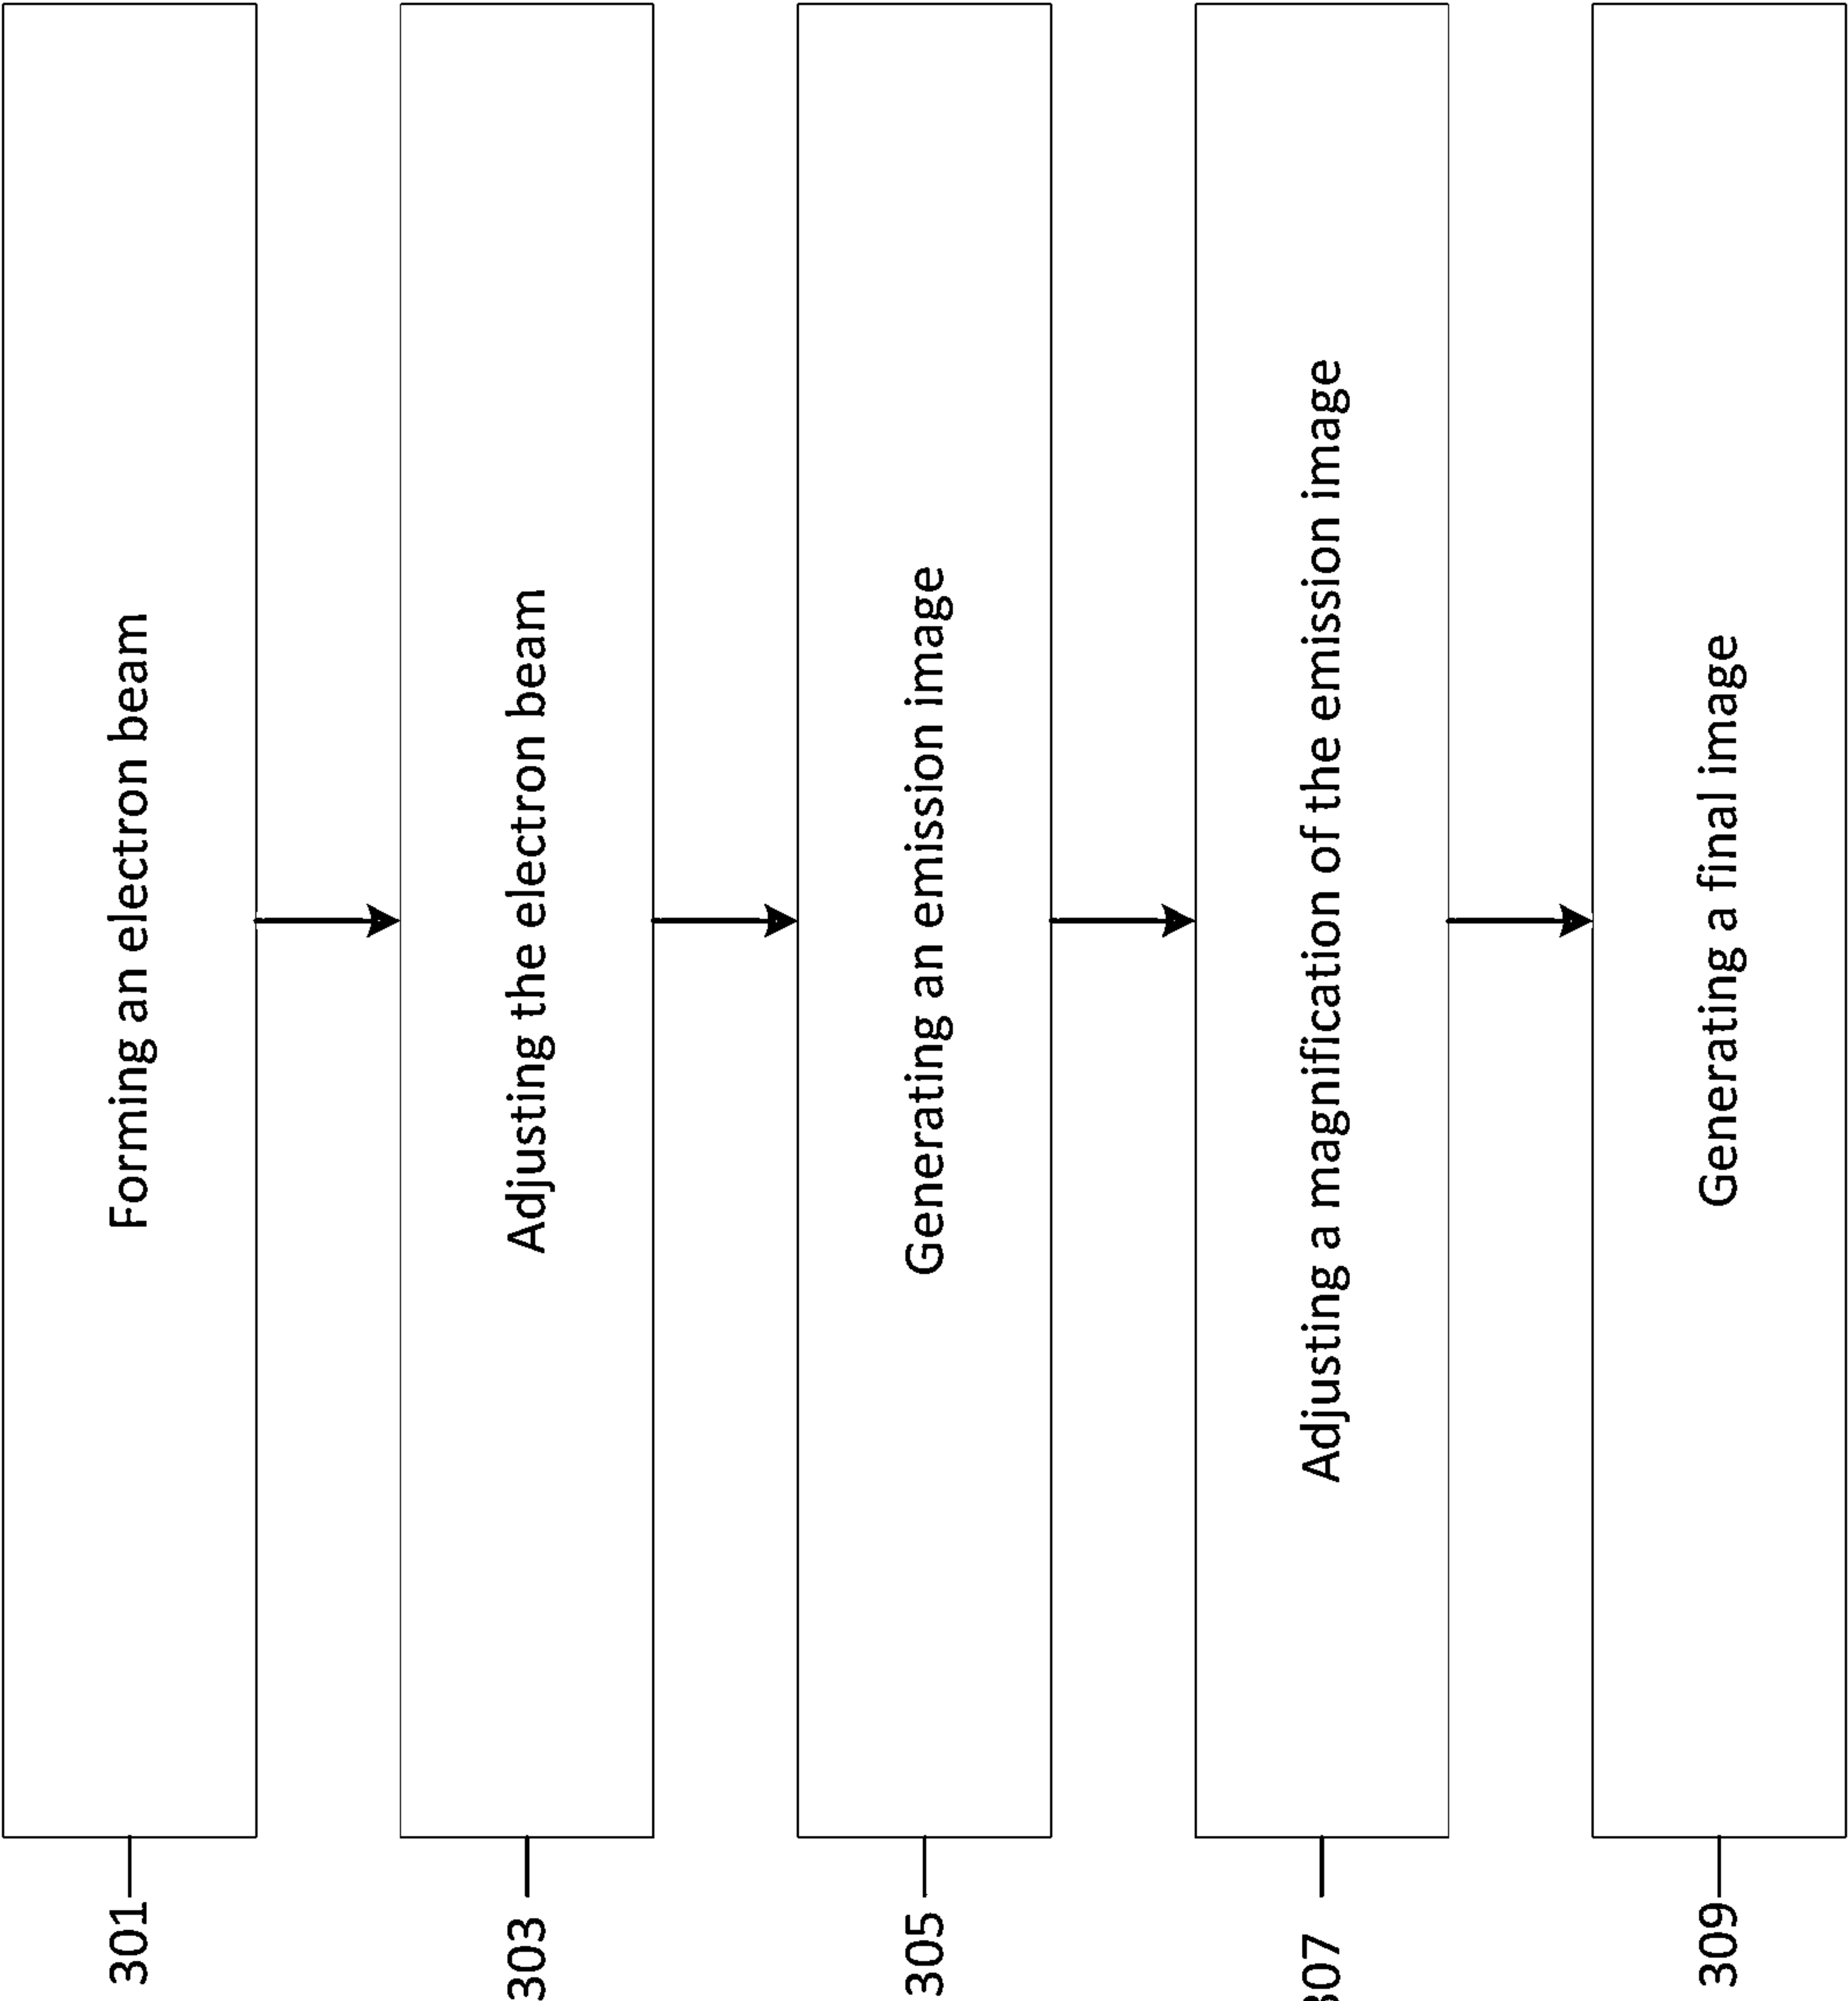 301
Forming an electron beam
303
Adjusting the electron beam
305
Generating an emission image
307
Adjusting a magnification of the emission image
309
Generating a final image